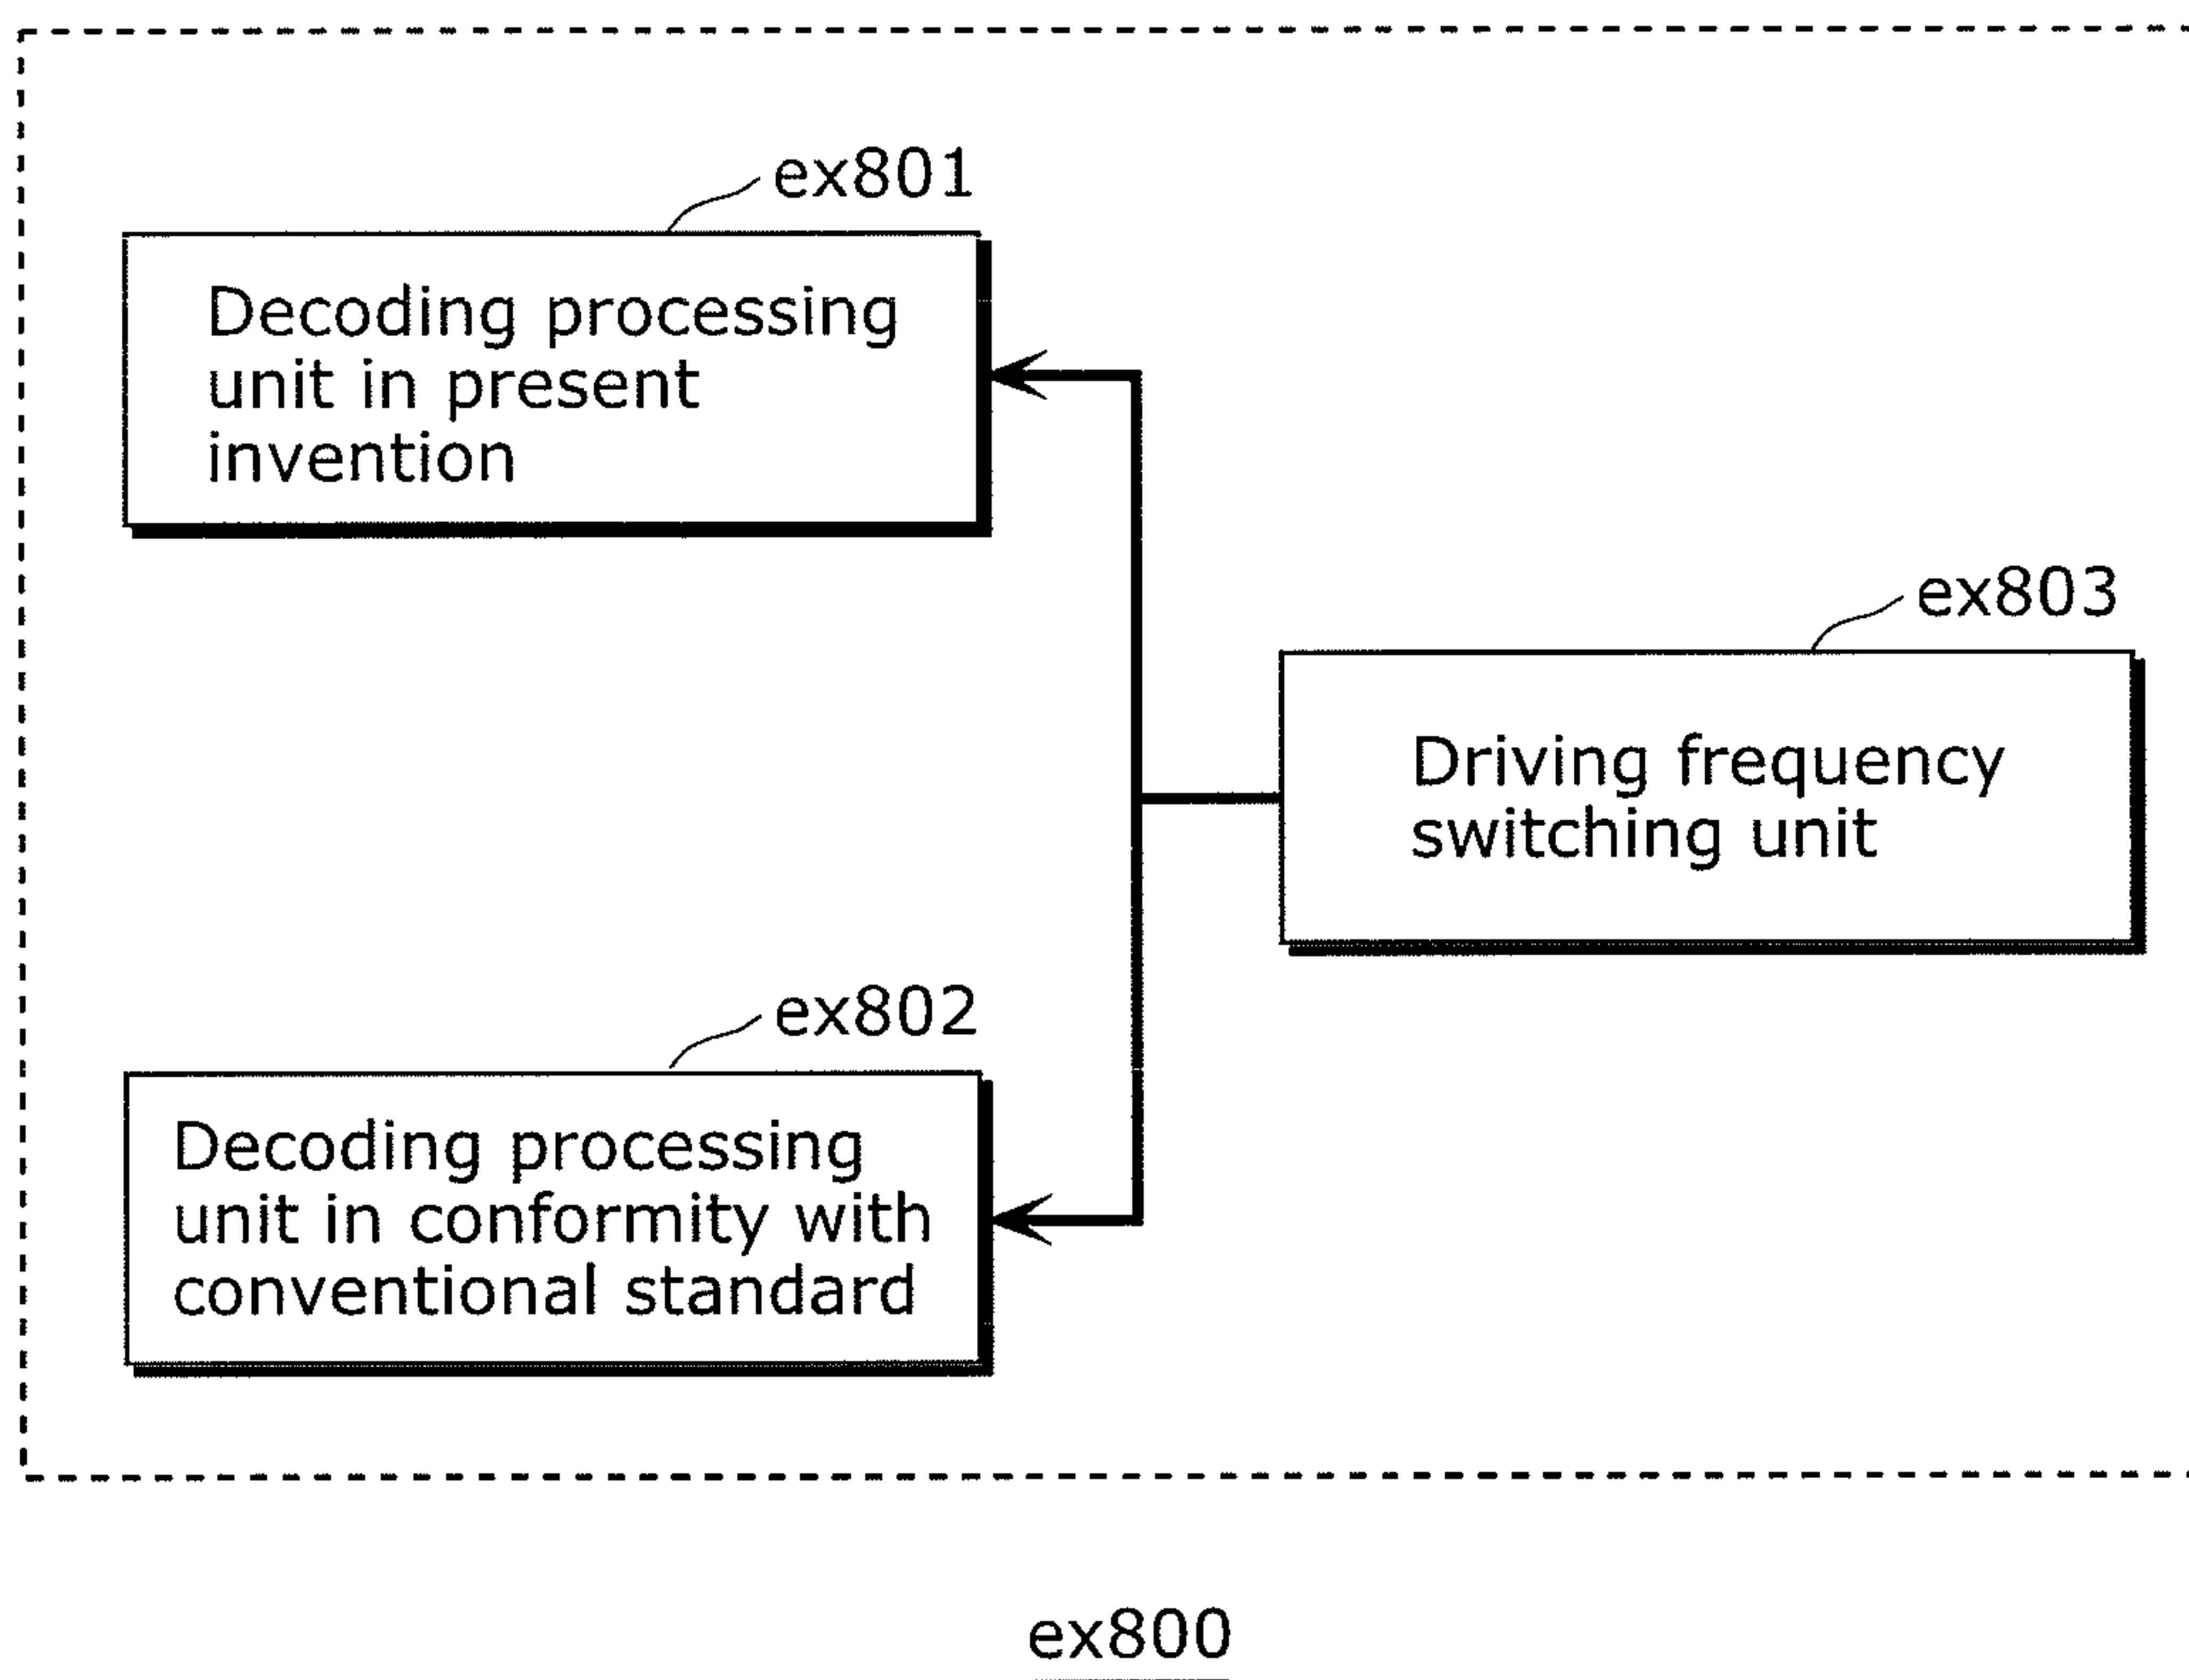 ex801
Decoding processing
unit in present
invention
ex803
Driving frequency
switching unit
ex802
Decoding processing
unit in conformity with
conventional standard
ex800